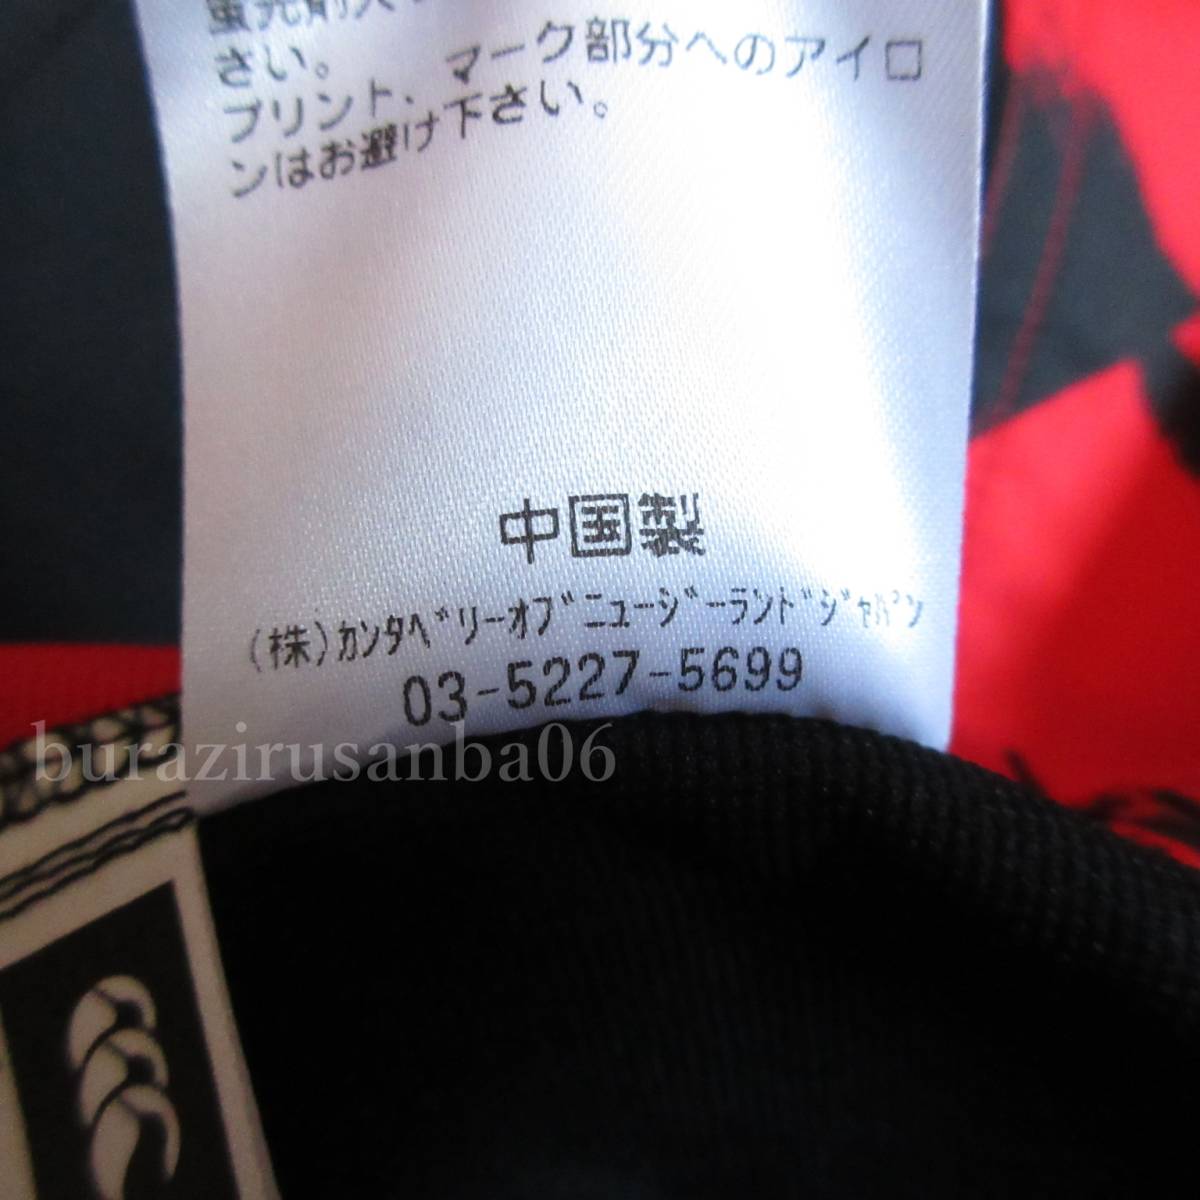 さい。
プリント、マーク部分へのアイロ
ンはお避け下さい。
中国製
(株)ｶﾝﾀﾍﾞﾘｰｵﾌﾞﾆｭｰｼﾞｰﾗﾝﾄﾞｼﾞｬﾊﾟﾝ
03-5227-5699
burazirusanba06